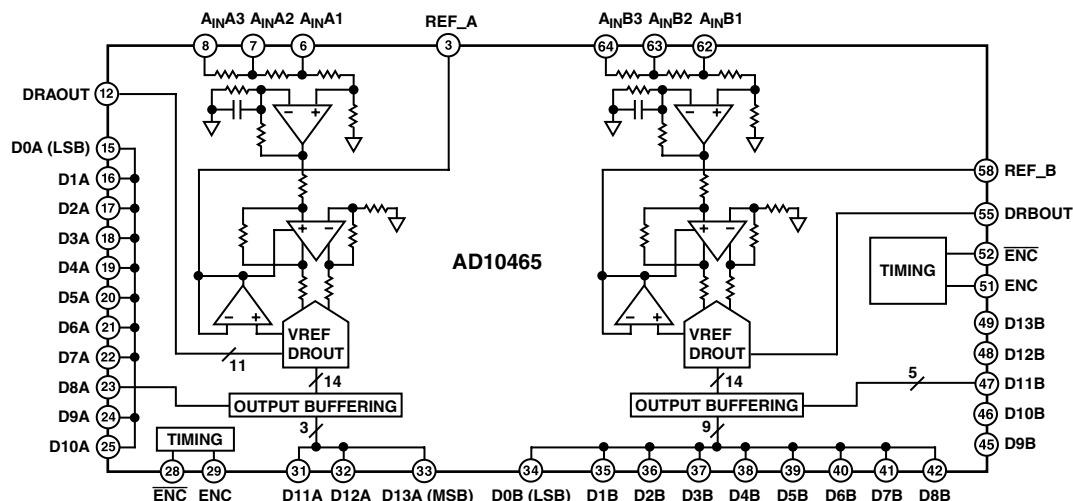 AINA3 AINA2 AINA1 REF_A AINB3 AINB2 AINB1
8 7 6 3 64 63 62
DRAOUT 12
D0A (LSB) 15
D1A 16
D2A 17
D3A 18
D4A 19
D5A 20
D6A 21
D7A 22
D8A 23
D9A 24
D10A 25
− +
+ −
− +
VREF
DROUT
11
14
OUTPUT BUFFERING
3
TIMING
AD10465
− +
+ −
− +
VREF
DROUT
14
OUTPUT BUFFERING
5
9
58 REF_B
55 DRBOUT
TIMING
52 ENC
51 ENC
49 D13B
48 D12B
47 D11B
46 D10B
45 D9B
28 29 31 32 33 34 35 36 37 38 39 40 41 42
ENC ENC D11A D12A D13A (MSB) D0B (LSB) D1B D2B D3B D4B D5B D6B D7B D8B